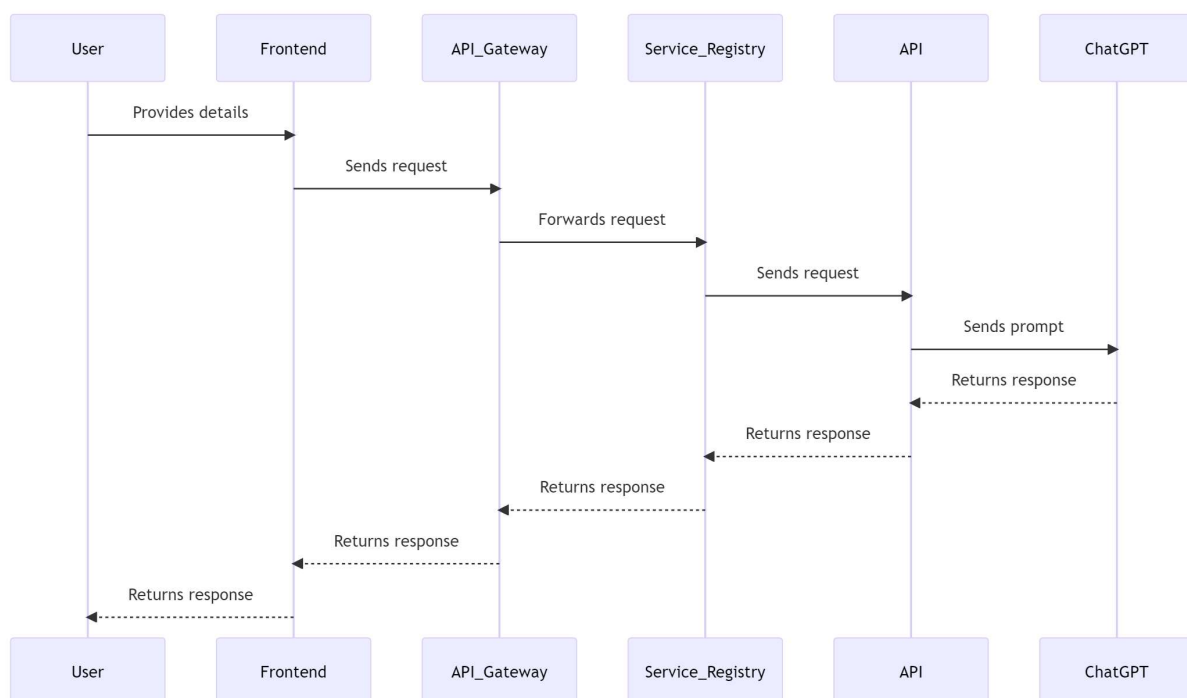 User Frontend API_Gateway Service_Registry API ChatGPT
Provides details
Sends request
Forwards request
Sends request
Sends prompt
Returns response
Returns response
Returns response
Returns response
Returns response
User Frontend API_Gateway Service_Registry API ChatGPT